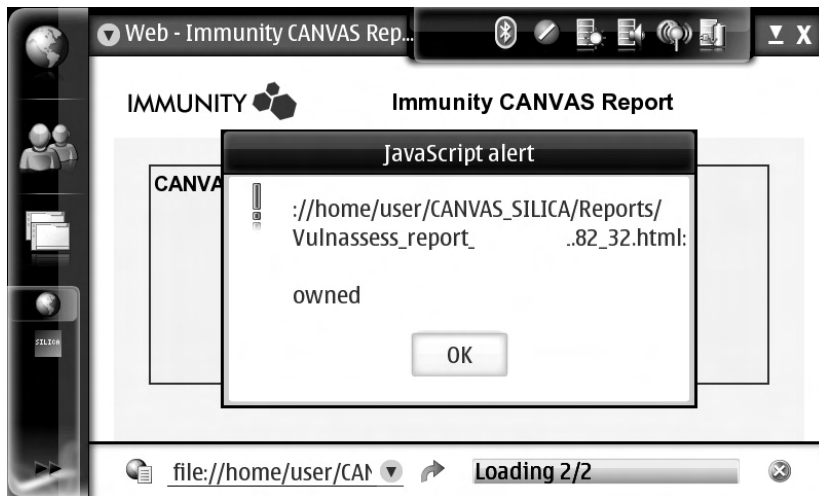 Web - Immunity CANVAS Rep...
X
IMMUNITY
Immunity CANVAS Report
JavaScript alert
CANVA
://home/user/CANVAS_SILICA/Reports/
Vulnassess_report_ ..82_32.html:
owned
OK
SILICA
file://home/user/CAN
Loading 2/2